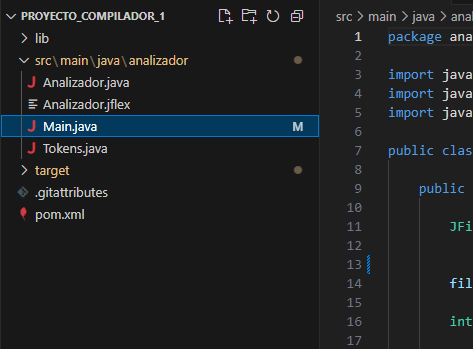 PROYECTO_COMPILADOR_1
lib
src\main\java\analizador
Analizador.java
Analizador.jflex
Main.java M
Tokens.java
target
.gitattributes
pom.xml
src > main > java > anal
1 package ana
2
3 import java
4 import java
5 import java
6
7 public clas
8
9 public
10
11 JFi
12
13
14 fil
15
16 int
17